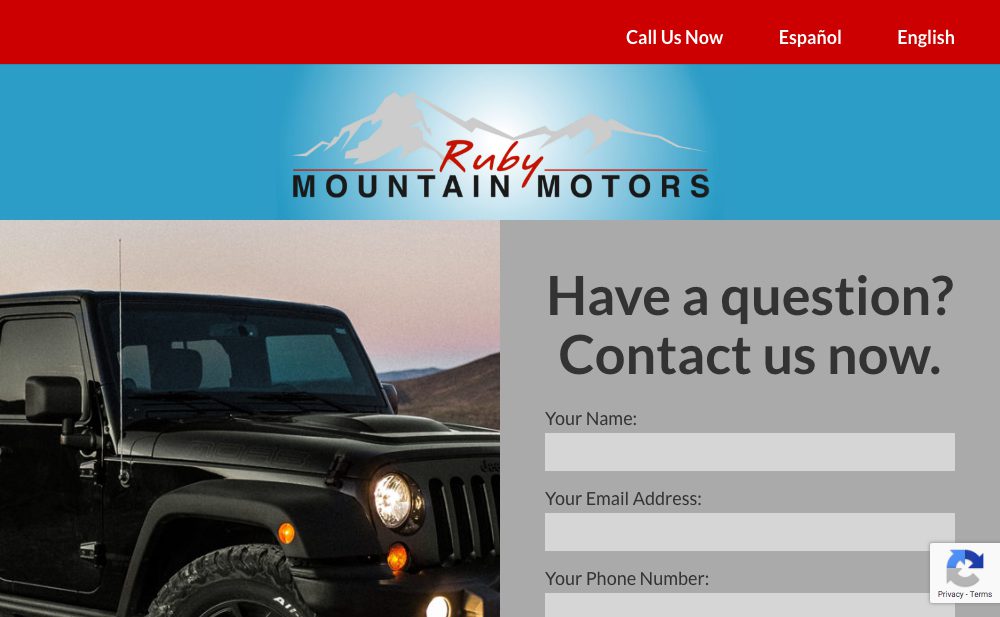 Call Us Now Español English
Ruby
MOUNTAIN MOTORS
Have a question?
Contact us now.
Your Name:
Your Email Address:
Your Phone Number:
Jeep
Privacy - Terms